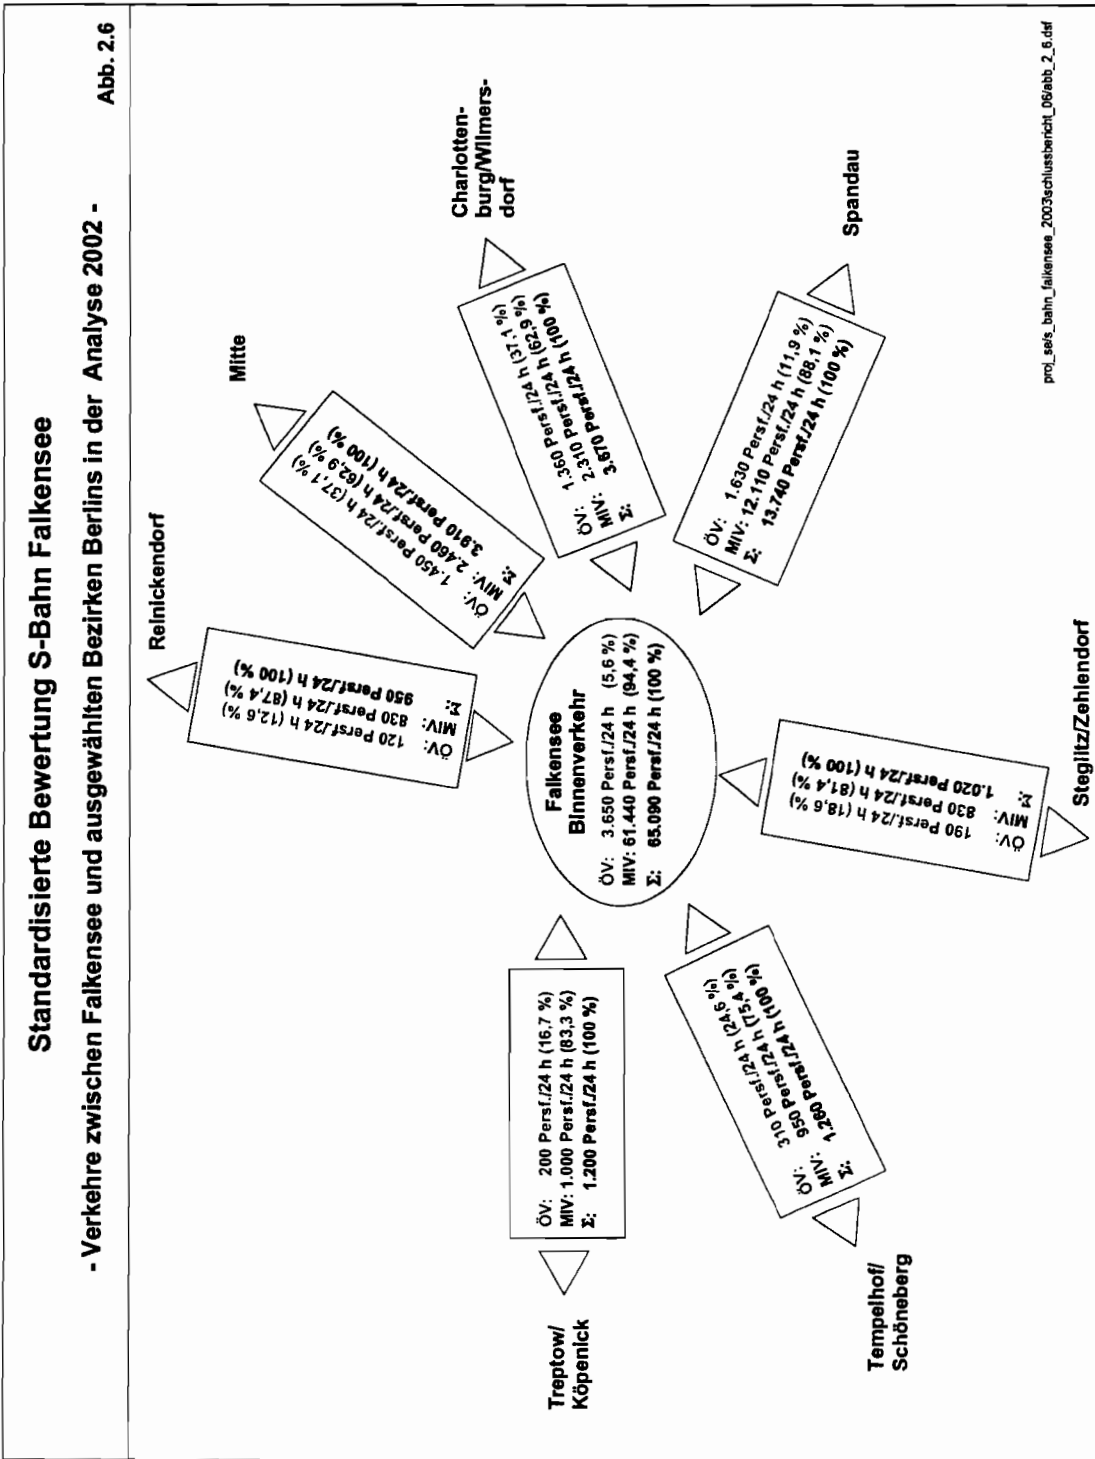 Standardisierte Bewertung S-Bahn Falkensee
- Verkehre zwischen Falkensee und ausgewählten Bezirken Berlins in der Analyse 2002 -
Abb. 2.6
Treptow/
Köpenick
ÖV: 200 Persf./24 h (16,7 %)
MIV: 1.000 Persf./24 h (83,3 %)
Σ: 1.200 Persf./24 h (100 %)
Reinickendorf
ÖV: 120 Persf./24 h (12,6 %)
MIV: 830 Persf./24 h (87,4 %)
Σ: 950 Persf./24 h (100 %)
Mitte
ÖV: 1.450 Persf./24 h (37,1 %)
MIV: 2.460 Persf./24 h (62,9 %)
Σ: 3.910 Persf./24 h (100 %)
Charlotten-
burg/Wilmers-
dorf
ÖV: 1.360 Persf./24 h (37,1 %)
MIV: 2.310 Persf./24 h (62,9 %)
Σ: 3.670 Persf./24 h (100 %)
Falkensee
Binnenverkehr
ÖV: 3.650 Persf./24 h (5,6 %)
MIV: 61.440 Persf./24 h (94,4 %)
Σ: 65.090 Persf./24 h (100 %)
Tempelhof/
Schöneberg
ÖV: 310 Persf./24 h (24,6 %)
MIV: 950 Persf./24 h (75,4 %)
Σ: 1.260 Persf./24 h (100 %)
Steglitz/Zehlendorf
ÖV: 190 Persf./24 h (18,6 %)
MIV: 830 Persf./24 h (81,4 %)
Σ: 1.020 Persf./24 h (100 %)
Spandau
ÖV: 1.630 Persf./24 h (11,9 %)
MIV: 12.110 Persf./24 h (88,1 %)
Σ: 13.740 Persf./24 h (100 %)
proj_se/s_bahn_falkensee_2003\schlussbericht_06/abb_2_6.dsf